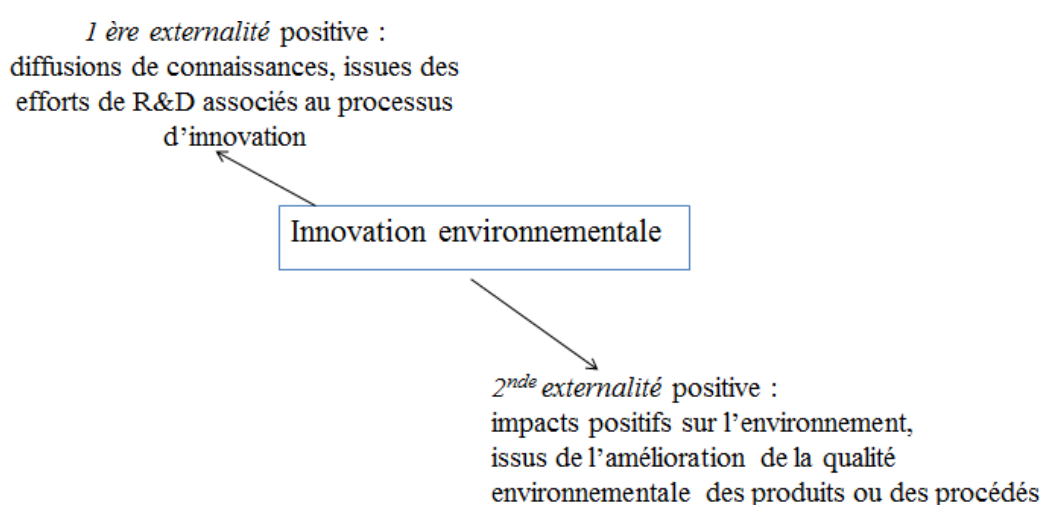 1 ère externalité positive :
diffusions de connaissances, issues des
efforts de R&D associés au processus
d’innovation
Innovation environnementale
2nde externalité positive :
impacts positifs sur l’environnement,
issus de l’amélioration de la qualité
environnementale des produits ou des procédés